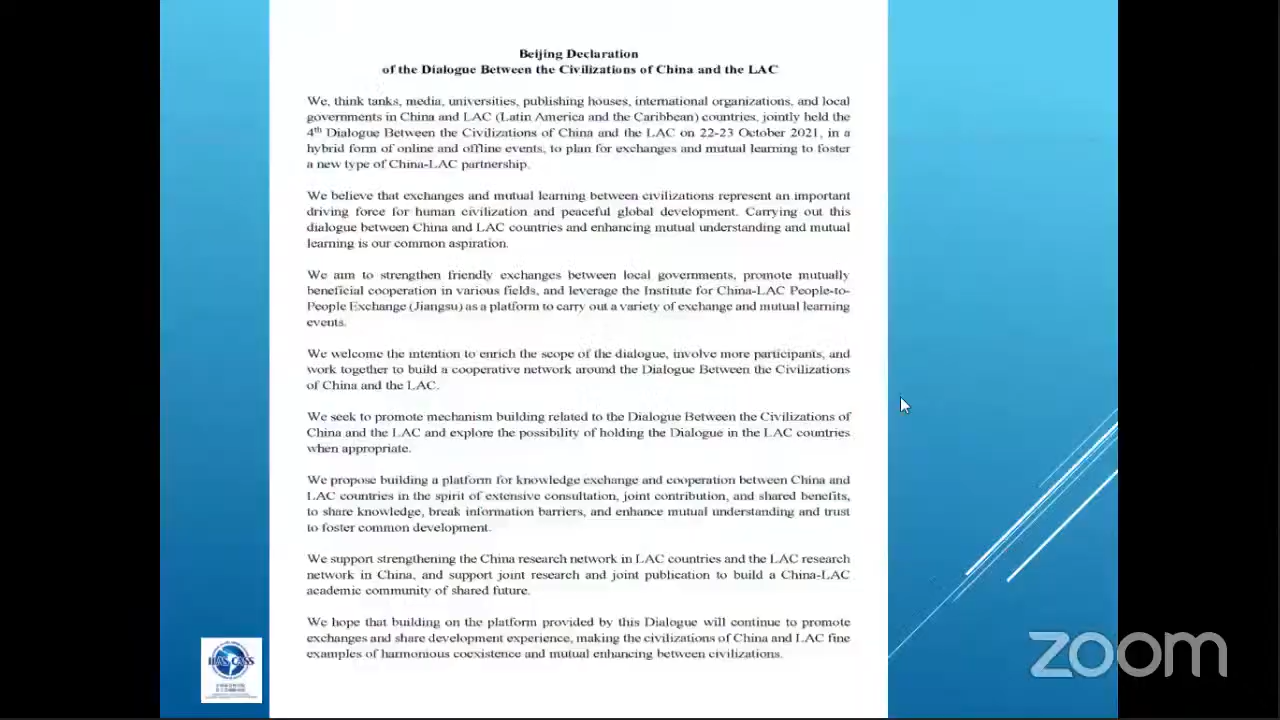 Beijing Declaration
of the Dialogue Between the Civilizations of China and the LAC
We, think tanks, media, universities, publishing houses, international organizations, and local
governments in China and LAC (Latin America and the Caribbean) countries, jointly held the
4th Dialogue Between the Civilizations of China and the LAC on 22-23 October 2021, in a
hybrid form of online and offline events, to plan for exchanges and mutual learning to foster
a new type of China-LAC partnership.
We believe that exchanges and mutual learning between civilizations represent an important
driving force for human civilization and peaceful global development. Carrying out this
dialogue between China and LAC countries and enhancing mutual understanding and mutual
learning is our common aspiration.
We aim to strengthen friendly exchanges between local governments, promote mutually
beneficial cooperation in various fields, and leverage the Institute for China-LAC People-to-
People Exchange (Jiangsu) as a platform to carry out a variety of exchange and mutual learning
events.
We welcome the intention to enrich the scope of the dialogue, involve more participants, and
work together to build a cooperative network around the Dialogue Between the Civilizations
of China and the LAC.
We seek to promote mechanism building related to the Dialogue Between the Civilizations of
China and the LAC and explore the possibility of holding the Dialogue in the LAC countries
when appropriate.
We propose building a platform for knowledge exchange and cooperation between China and
LAC countries in the spirit of extensive consultation, joint contribution, and shared benefits,
to share knowledge, break information barriers, and enhance mutual understanding and trust
to foster common development.
We support strengthening the China research network in LAC countries and the LAC research
network in China, and support joint research and joint publication to build a China-LAC
academic community of shared future.
We hope that building on the platform provided by this Dialogue will continue to promote
exchanges and share development experience, making the civilizations of China and LAC fine
examples of harmonious coexistence and mutual enhancing between civilizations.
ILAS CASS
zoom